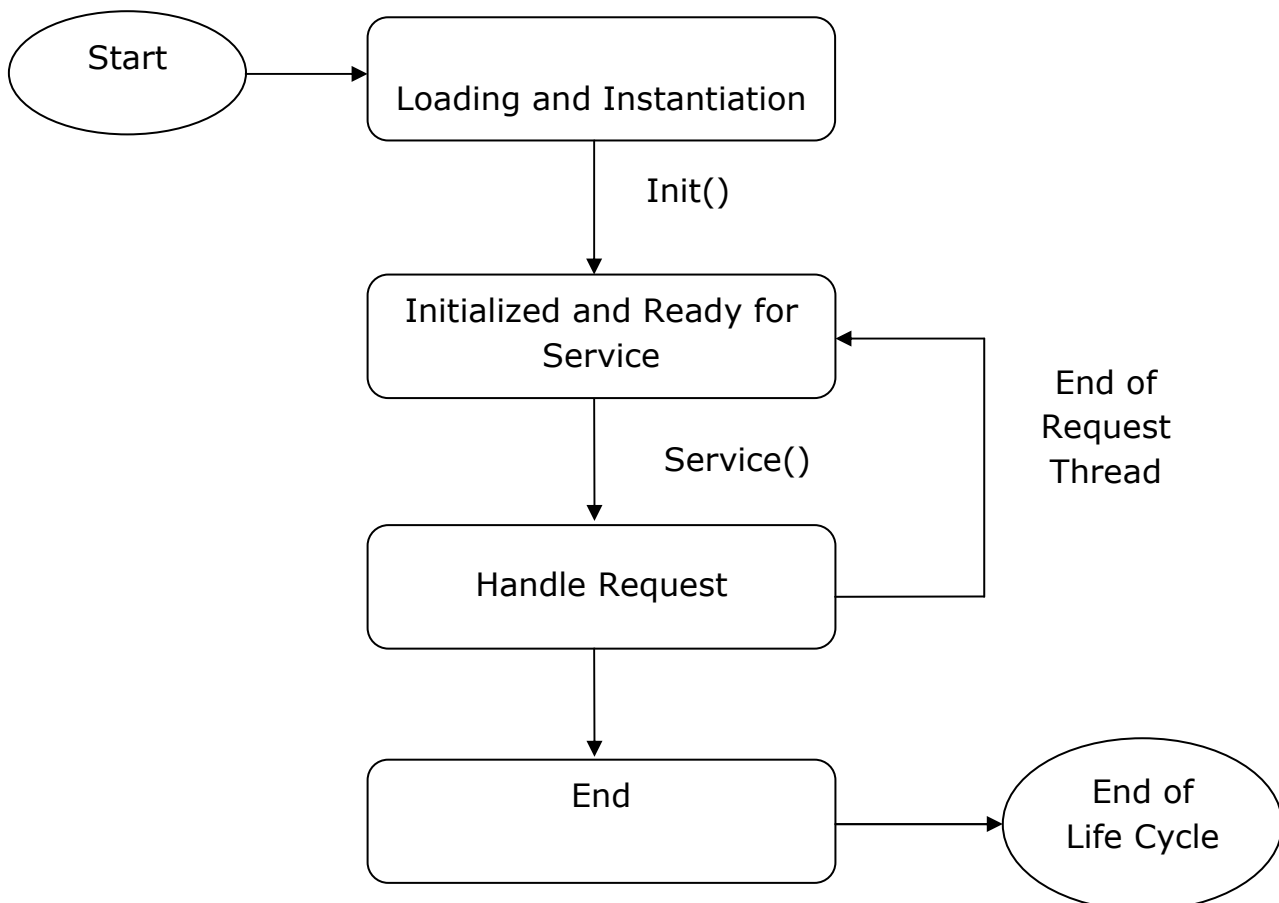 Start
Loading and Instantiation
Init()
Initialized and Ready for
Service
End of
Request
Thread
Service()
Handle Request
End
End of
Life Cycle